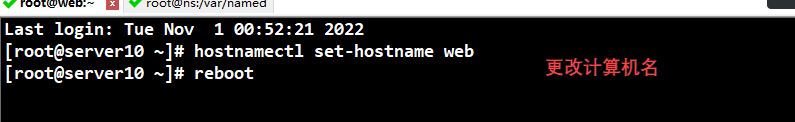 root@web:~ x root@ns:/var/named
Last login: Tue Nov  1 00:52:21 2022
[root@server10 ~]# hostnamectl set-hostname web
[root@server10 ~]# reboot
更改计算机名